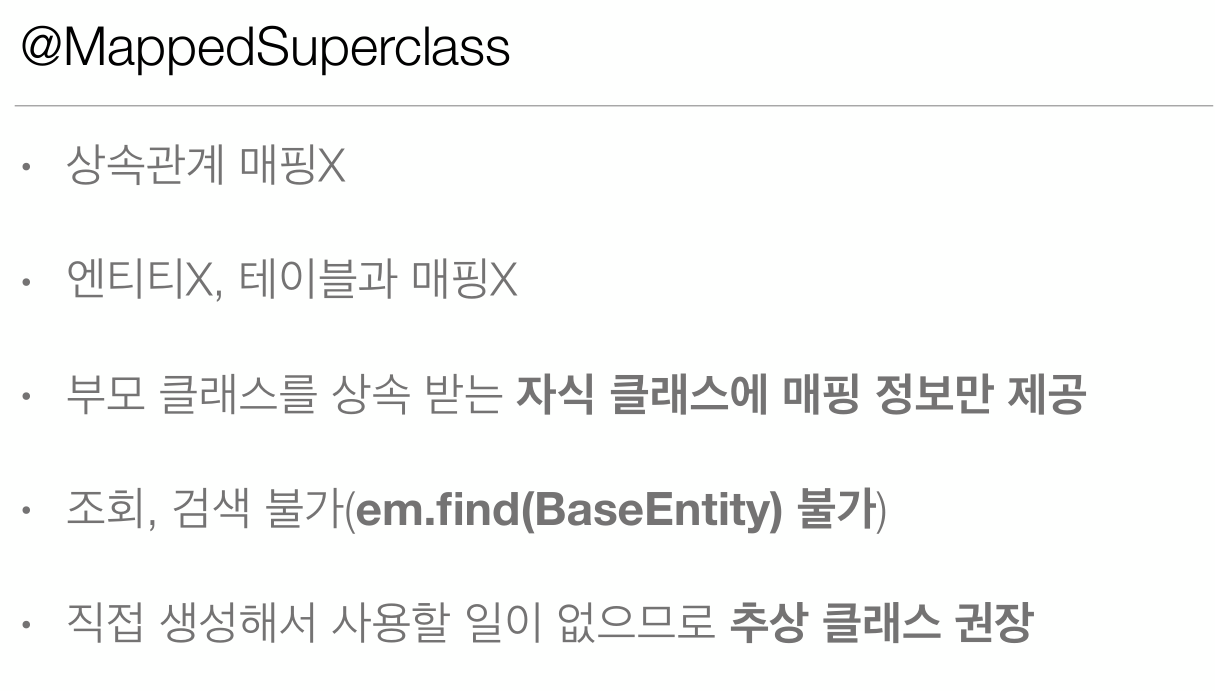 @MappedSuperclass
• 상속관계 매핑X
• 엔티티X, 테이블과 매핑X
• 부모 클래스를 상속 받는 자식 클래스에 매핑 정보만 제공
• 조회, 검색 불가(em.find(BaseEntity) 불가)
• 직접 생성해서 사용할 일이 없으므로 추상 클래스 권장